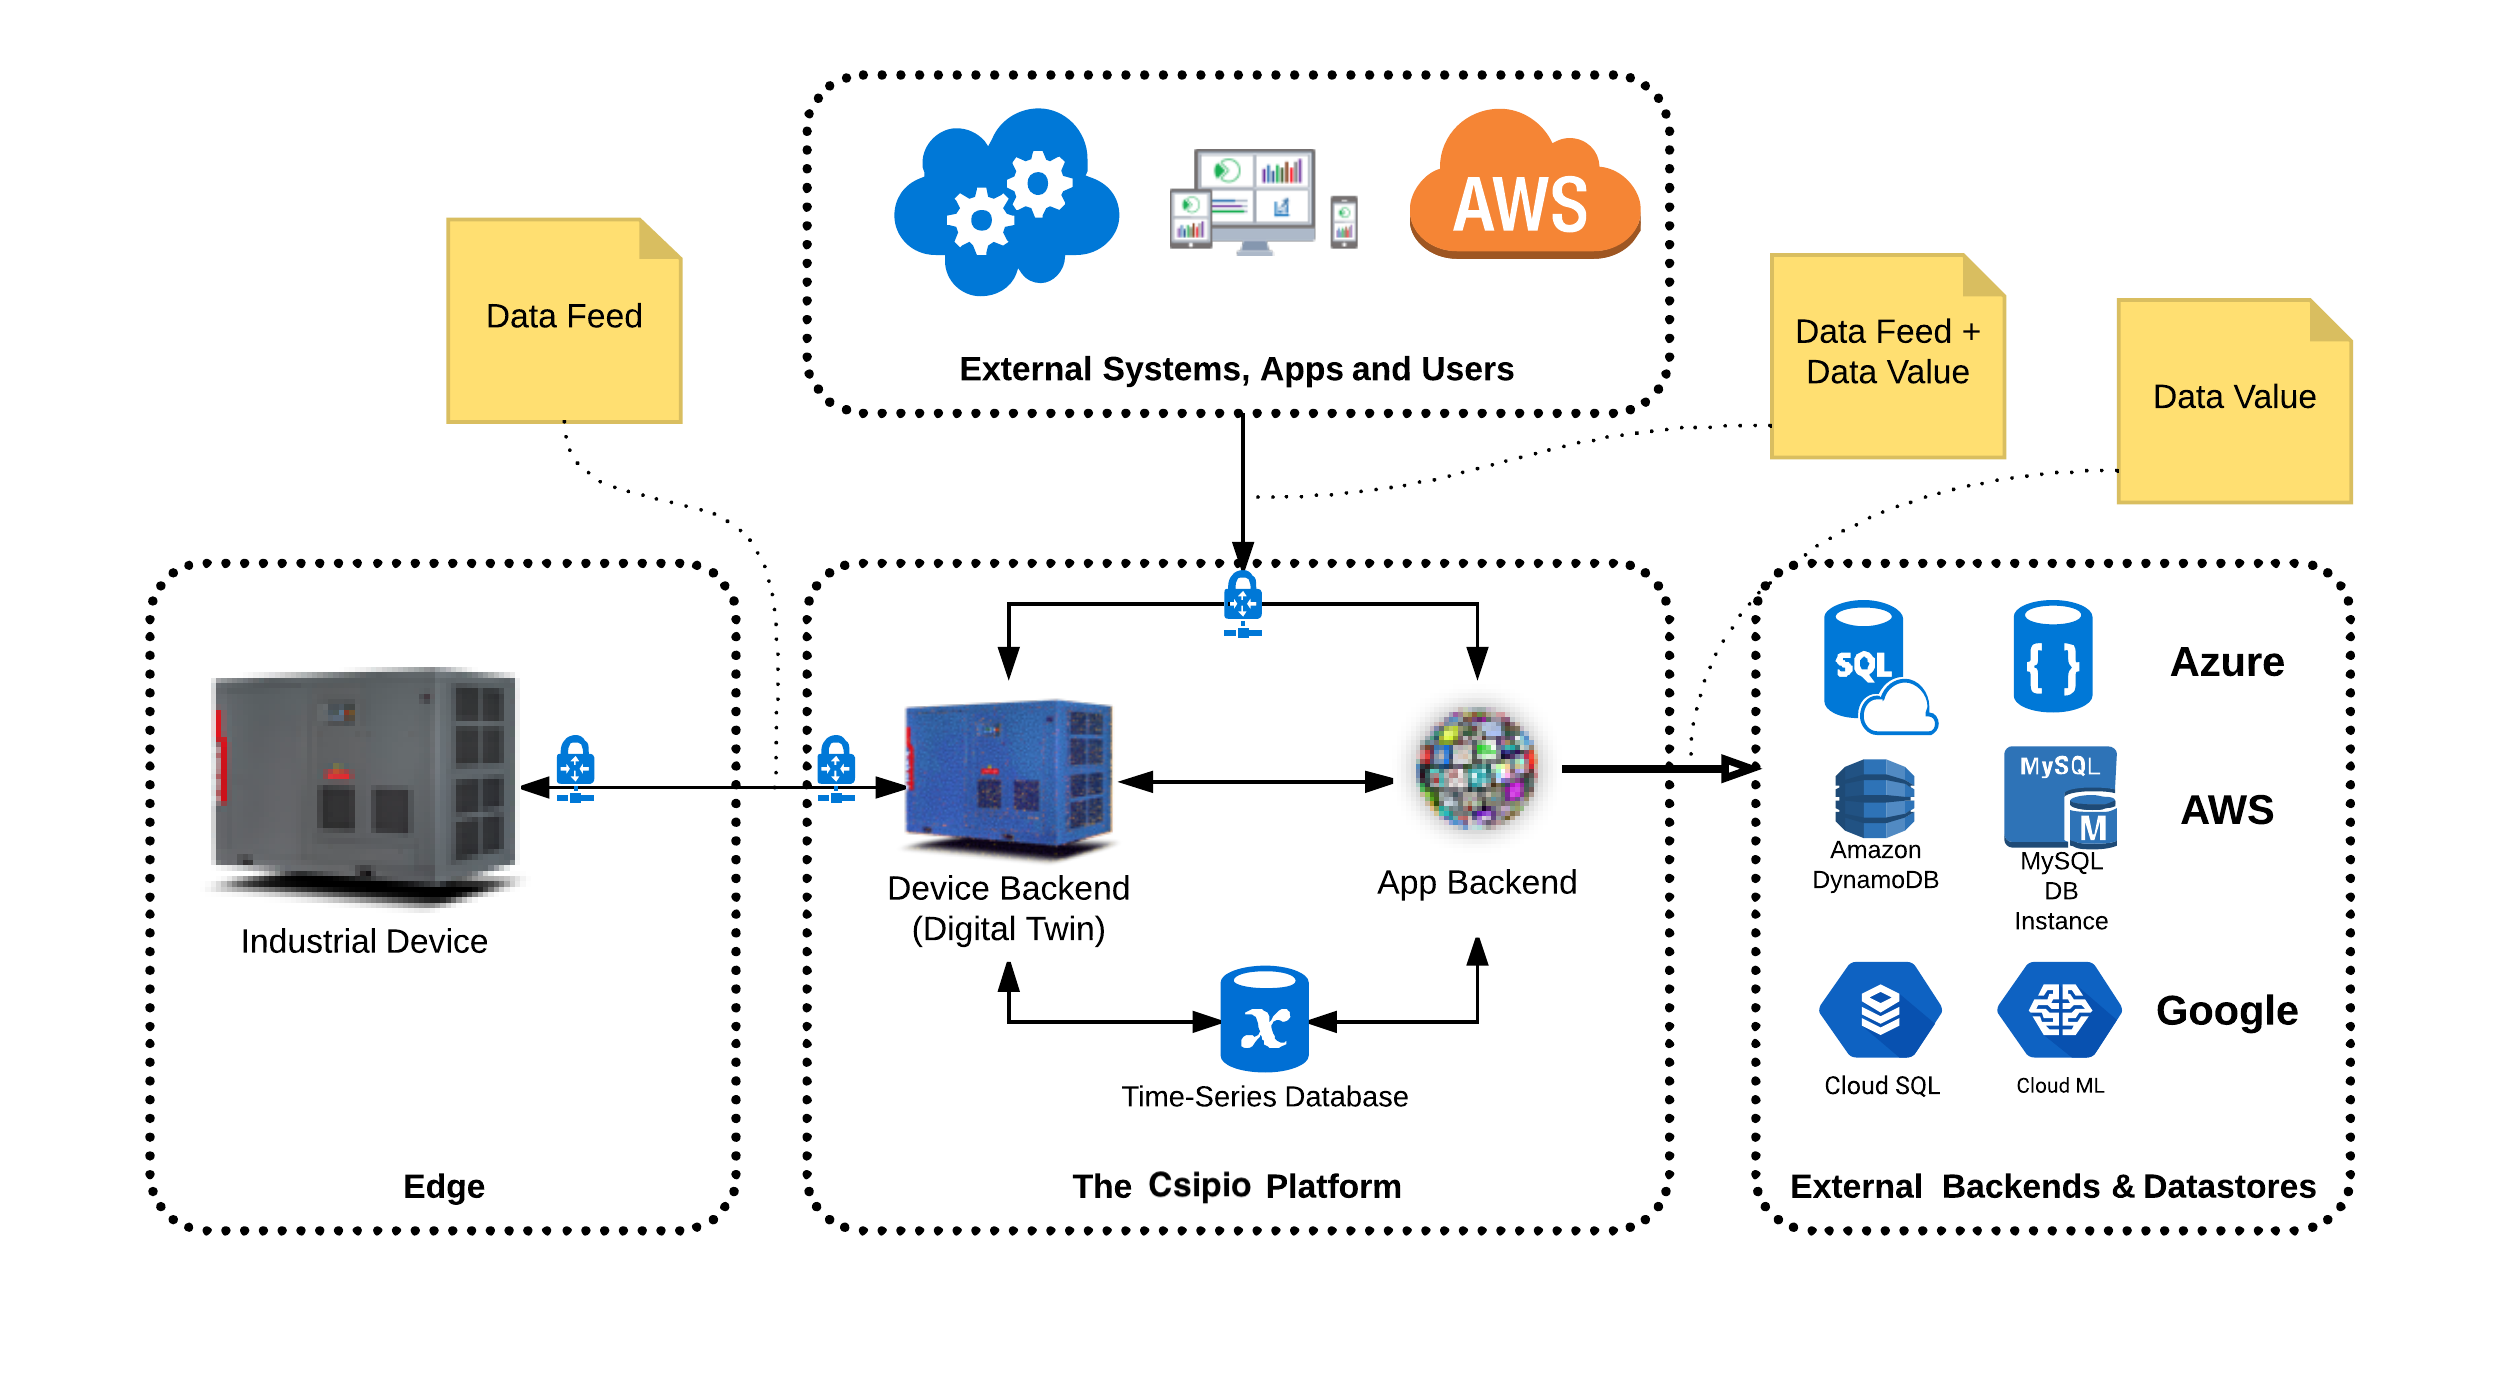 AWS
External Systems, Apps and Users
Data Feed
Data Feed +
Data Value
Data Value
Industrial Device
Edge
Device Backend
(Digital Twin)
App Backend
Time-Series Database
The Csipio Platform
SQL
{ }
Azure
MySQL
M
AWS
Amazon
DynamoDB
MySQL
DB
Instance
Google
Cloud SQL
Cloud ML
External Backends & Datastores
x